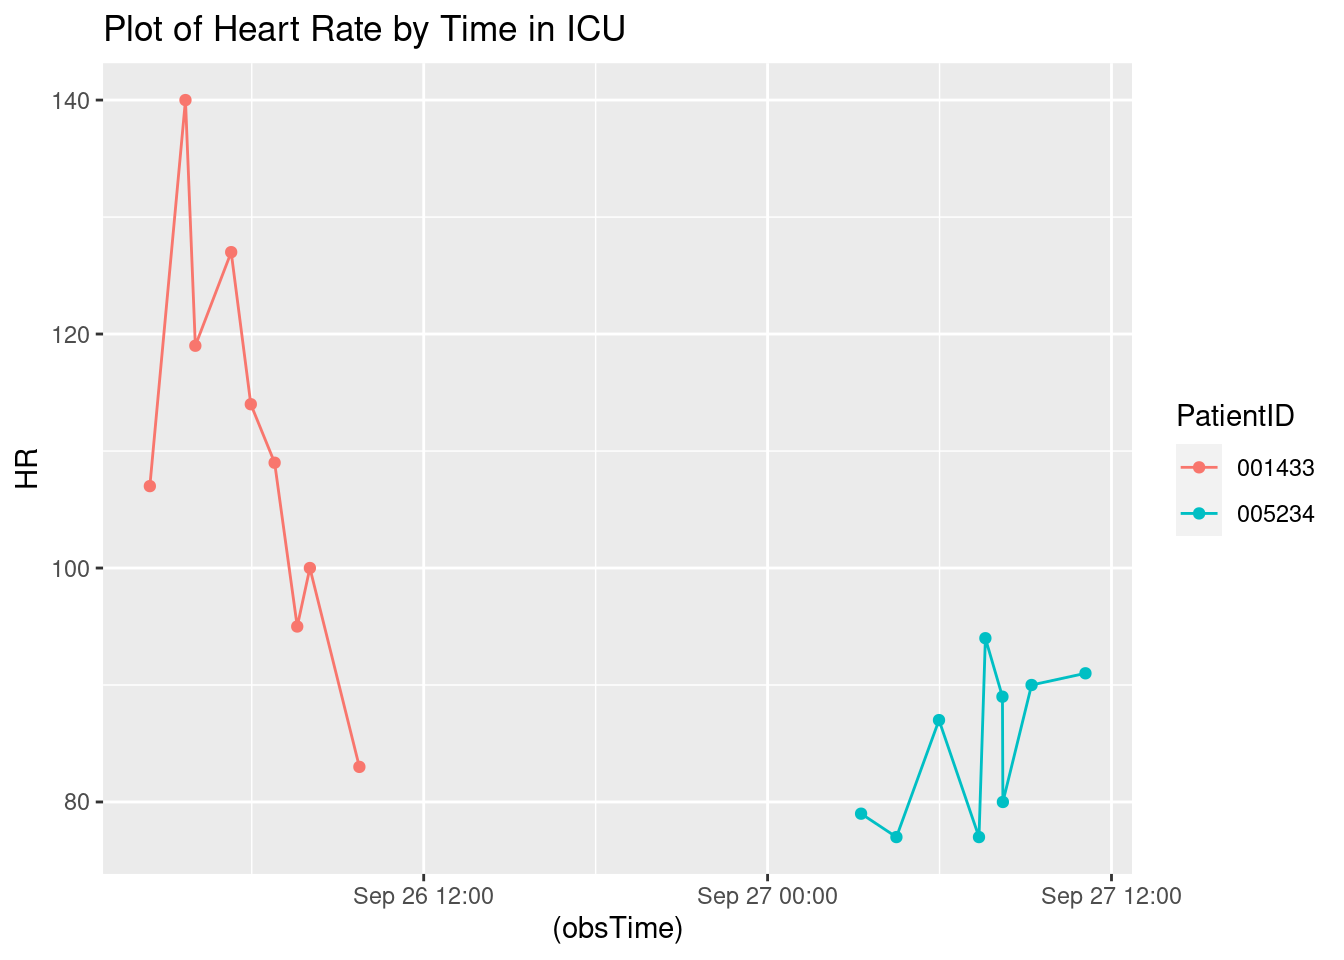 Plot of Heart Rate by Time in ICU
140
120
100
80
HR
Sep 26 12:00
Sep 27 00:00
Sep 27 12:00
(obsTime)
PatientID
001433
005234